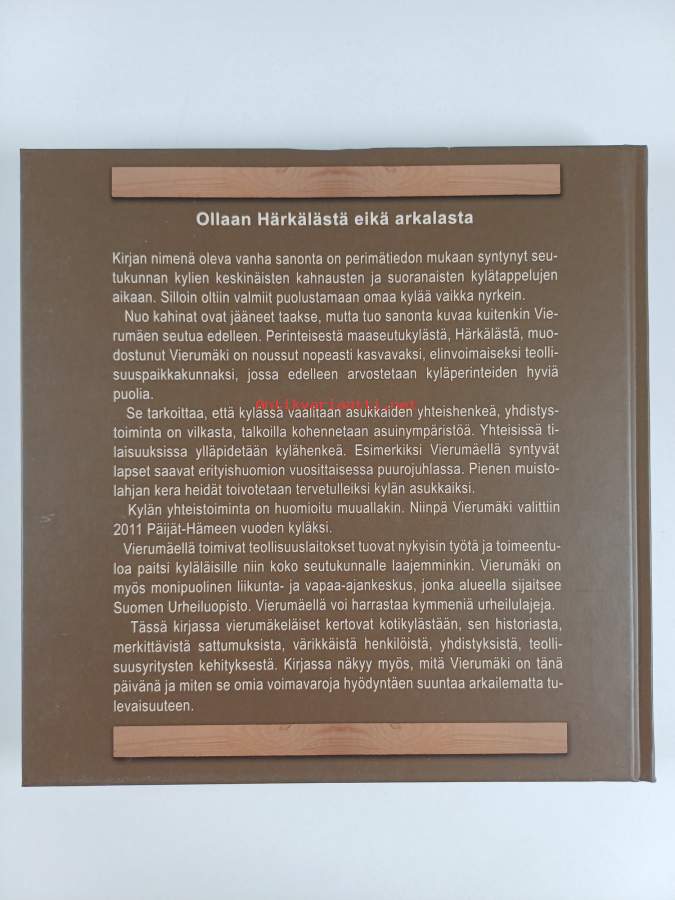 Ollaan Härkälästä eikä arkalasta
Kirjan nimenä oleva vanha sanonta on perimätiedon mukaan syntynyt seu-
tukunnan kylien keskinäisten kahnausten ja suoranaisten kylätappelujen
aikaan. Silloin oltiin valmiit puolustamaan omaa kylää vaikka nyrkein.
Nuo kahinat ovat jääneet taakse, mutta tuo sanonta kuvaa kuitenkin Vie-
rumäen seutua edelleen. Perinteisestä maaseutukylästä, Härkälästä, muo-
dostunut Vierumäki on noussut nopeasti kasvavaksi, elinvoimaiseksi teolli-
suuspaikkakunnaksi, jossa edelleen arvostetaan kyläperinteiden hyviä
puolia.
Antikvariaatti.net
Se tarkoittaa, että kylässä vaalitaan asukkaiden yhteishenkeä, yhdistys-
toiminta on vilkasta, talkoilla kohennetaan asuinympäristöä. Yhteisissä ti-
laisuuksissa ylläpidetään kylähenkeä. Esimerkiksi Vierumäellä syntyvät
lapset saavat erityishuomion vuosittaisessa puurojuhlassa. Pienen muisto-
lahjan kera heidät toivotetaan tervetulleiksi kylän asukkaiksi.
Kylän yhteistoiminta on huomioitu muuallakin. Niinpä Vierumäki valittiin
2011 Päijät-Hämeen vuoden kyläksi.
Vierumäellä toimivat teollisuuslaitokset tuovat nykyisin työtä ja toimeentu-
loa paitsi kyläläisille niin koko seutukunnalle laajemminkin. Vierumäki on
myös monipuolinen liikunta- ja vapaa-ajankeskus, jonka alueella sijaitsee
Suomen Urheiluopisto. Vierumäellä voi harrastaa kymmeniä urheilulajeja.
Tässä kirjassa vierumäkeläiset kertovat kotikylästään, sen historiasta,
merkittävistä sattumuksista, värikkäistä henkilöistä, yhdistyksistä, teolli-
suusyritysten kehityksestä. Kirjassa näkyy myös, mitä Vierumäki on tänä
päivänä ja miten se omia voimavaroja hyödyntäen suuntaa arkailematta tu-
levaisuuteen.